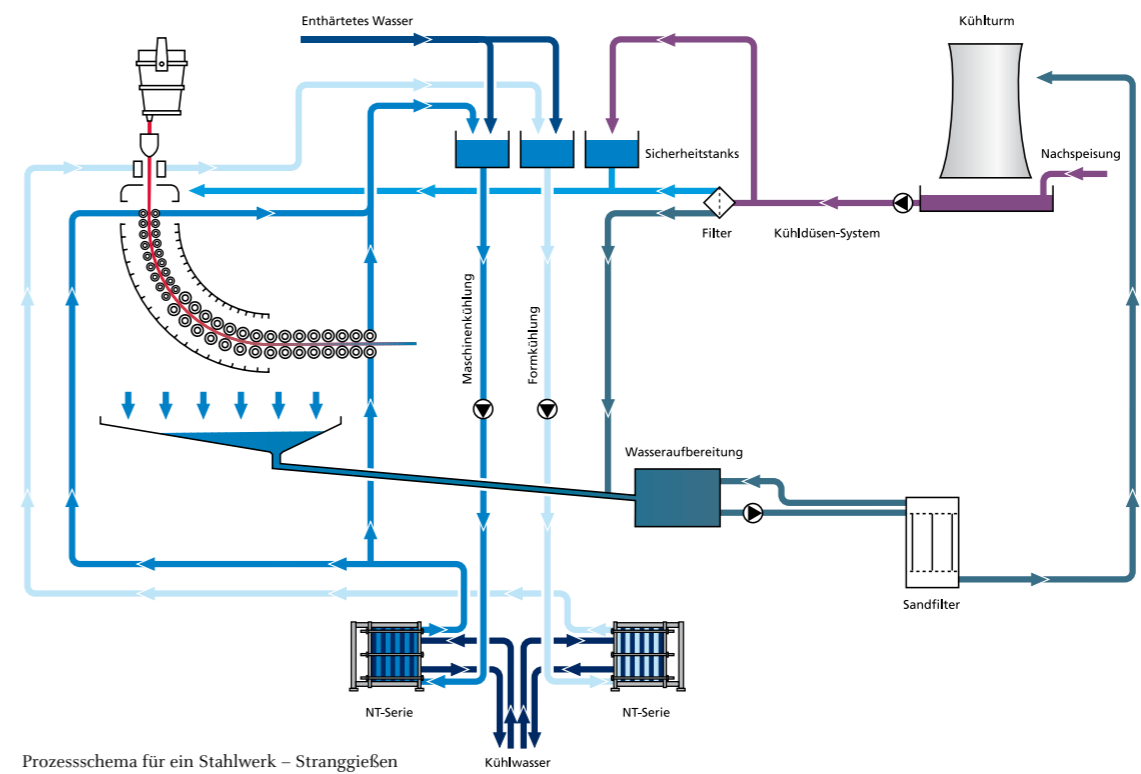 Enthärtetes Wasser
Kühlturm
Sicherheitstanks
Nachspeisung
Filter
Kühldüsen-System
Maschinenkühlung
Formkühlung
Wasseraufbereitung
Sandfilter
NT-Serie
NT-Serie
Kühlwasser
Prozessschema für ein Stahlwerk – Stranggießen